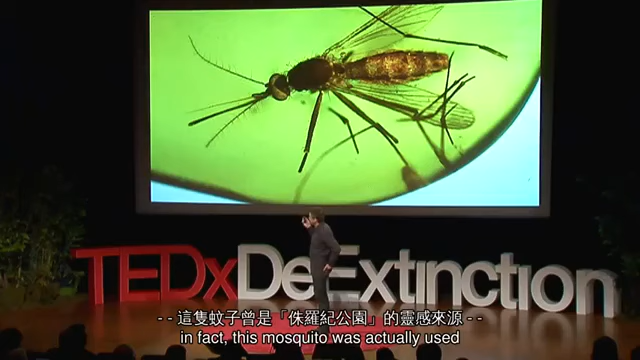 TEDxDeExtinction
- - 這隻蚊子曾是「侏羅紀公園」的靈感來源 - -
in fact, this mosquito was actually used